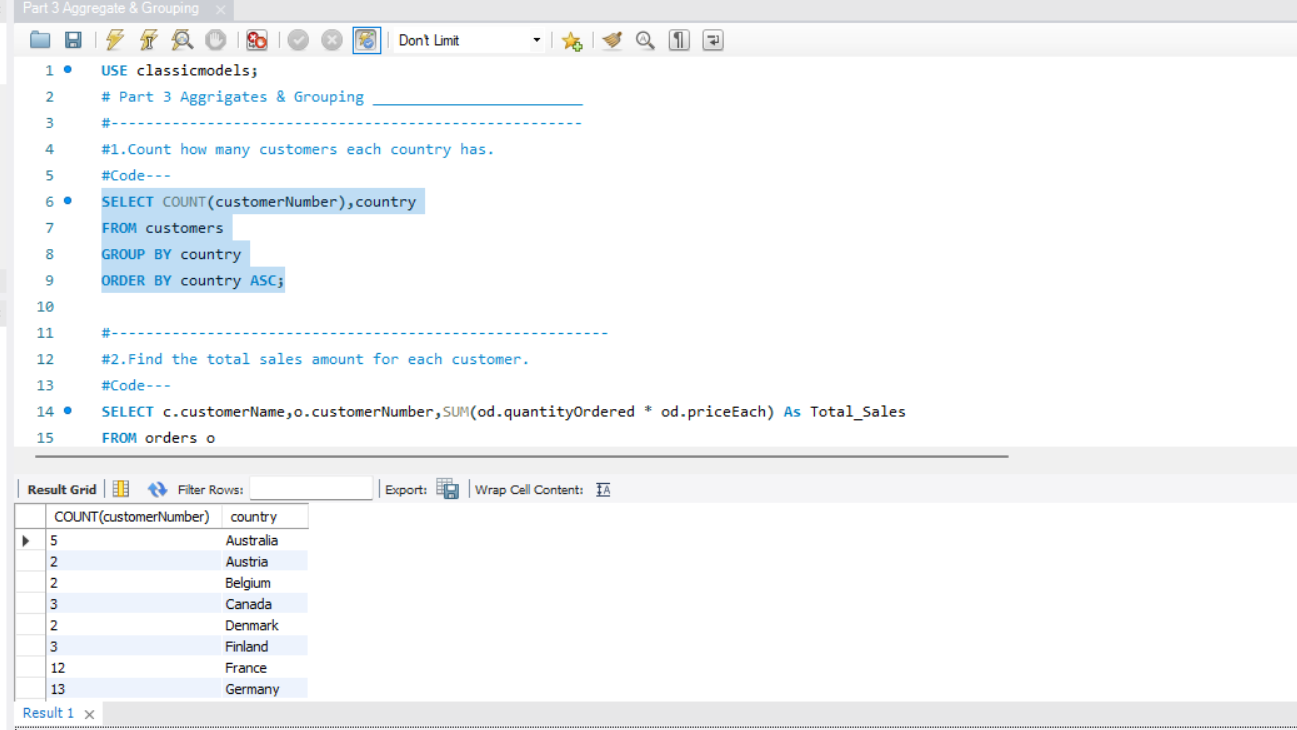 Part 3 Aggregate & Grouping ×
Don't Limit
1 USE classicmodels;
2 # Part 3 Aggrigates & Grouping ________________________
3 #------------------------------------------------------
4 #1.Count how many customers each country has.
5 #Code---
6 SELECT COUNT(customerNumber),country
7 FROM customers
8 GROUP BY country
9 ORDER BY country ASC;
10
11 #---------------------------------------------------------
12 #2.Find the total sales amount for each customer.
13 #Code---
14 SELECT c.customerName,o.customerNumber,SUM(od.quantityOrdered * od.priceEach) As Total_Sales
15 FROM orders o
Result Grid Filter Rows: Export: Wrap Cell Content: IA
COUNT(customerNumber) country
5 Australia
2 Austria
2 Belgium
3 Canada
2 Denmark
3 Finland
12 France
13 Germany
Result 1 ×